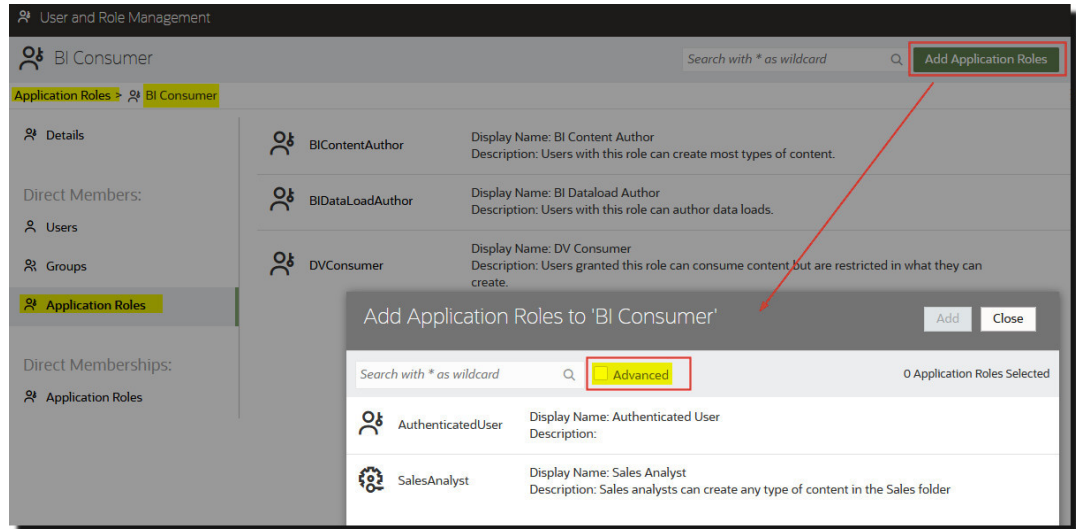 User and Role Management
BI Consumer
Search with * as wildcard
Add Application Roles
Application Roles > BI Consumer
Details
Direct Members:
Users
Groups
Application Roles
Direct Memberships:
Application Roles
BIContentAuthor
Display Name: BI Content Author
Description: Users with this role can create most types of content.
BIDataLoadAuthor
Display Name: BI Dataload Author
Description: Users with this role can author data loads.
DVConsumer
Display Name: DV Consumer
Description: Users granted this role can consume content but are restricted in what they can
create.
Add Application Roles to 'BI Consumer'
Add
Close
Search with * as wildcard
Advanced
0 Application Roles Selected
AuthenticatedUser
Display Name: Authenticated User
Description:
SalesAnalyst
Display Name: Sales Analyst
Description: Sales analysts can create any type of content in the Sales folder